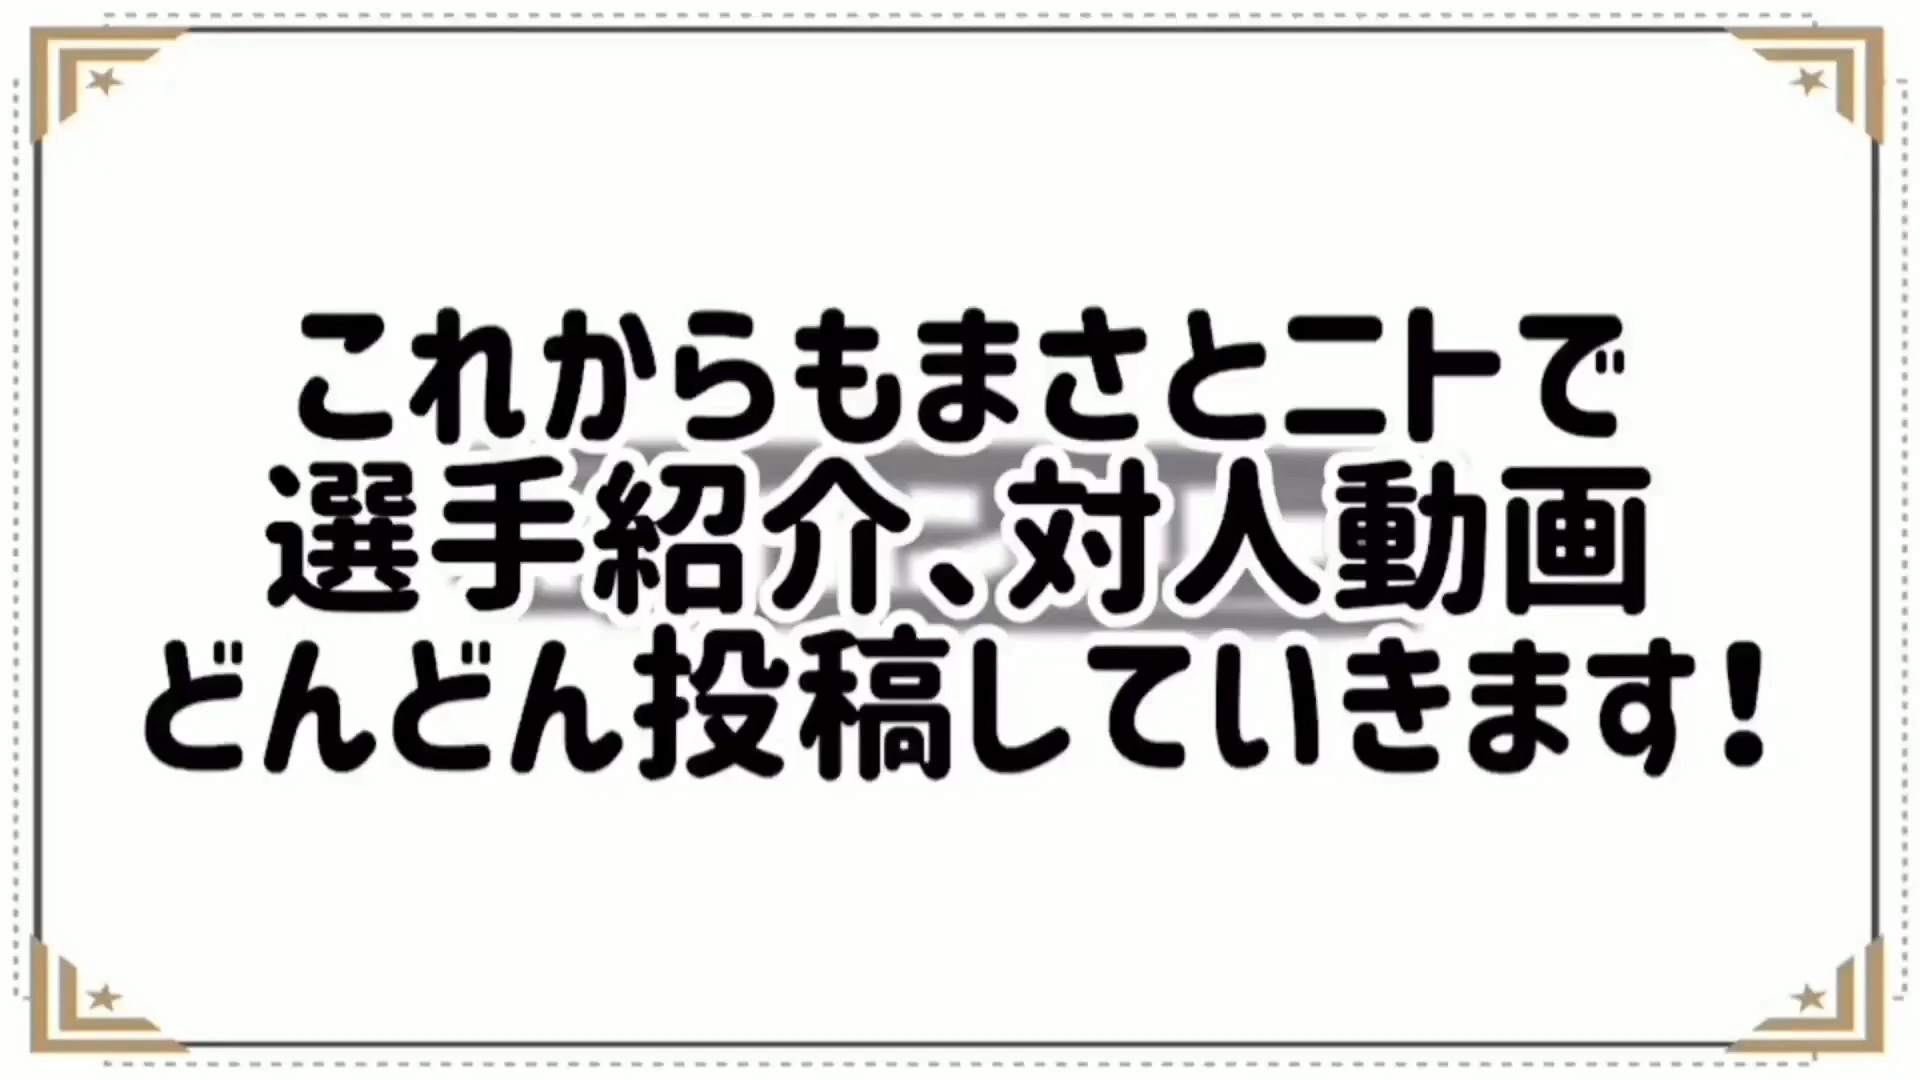 これからもまさとニトで
選手紹介、対人動画
どんどん投稿していきます!